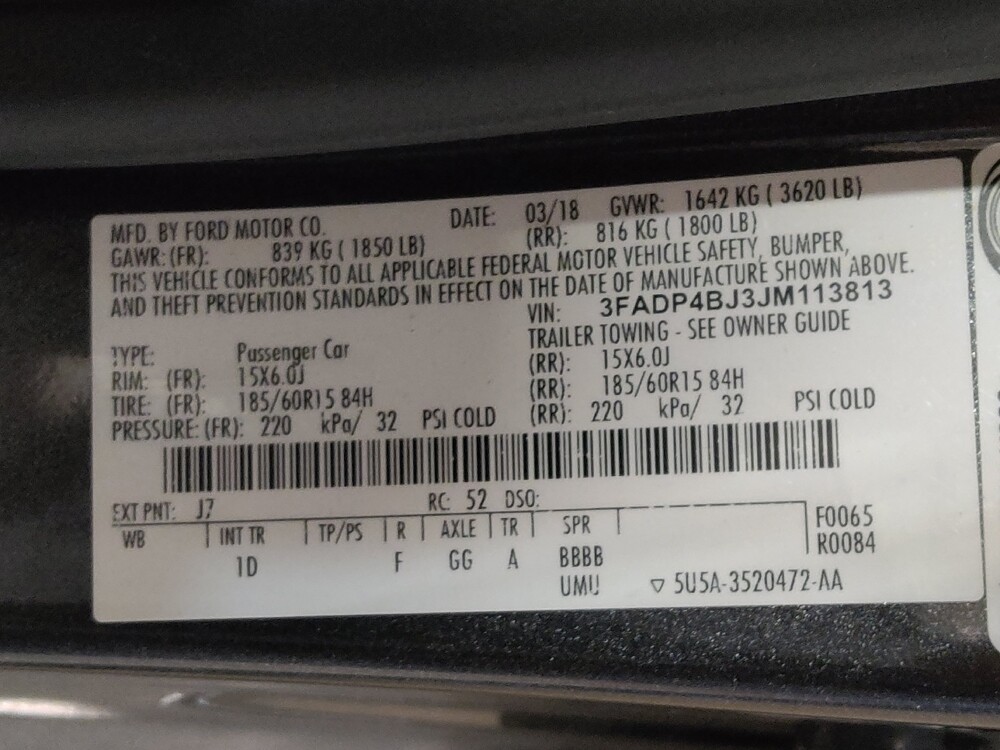 MFD. BY FORD MOTOR CO. DATE: 03/18 GVWR: 1642 KG ( 3620 LB)
GAWR: (FR): 839 KG ( 1850 LB) (RR): 816 KG ( 1800 LB)
THIS VEHICLE CONFORMS TO ALL APPLICABLE FEDERAL MOTOR VEHICLE SAFETY, BUMPER,
AND THEFT PREVENTION STANDARDS IN EFFECT ON THE DATE OF MANUFACTURE SHOWN ABOVE.
VIN: 3FADP4BJ3JM113813
TRAILER TOWING - SEE OWNER GUIDE
TYPE: Passenger Car
RIM: (FR): 15X6.0J (RR): 15X6.0J
TIRE: (FR): 185/60R15 84H (RR): 185/60R15 84H
PRESSURE: (FR): 220 kPa/ 32 PSI COLD (RR): 220 kPa/ 32 PSI COLD
EXT PNT: J7 RC: 52 DSO:
WB INT TR TP/PS R AXLE TR SPR F0065
1D F GG A BBBB R0084
UMU ▽ 5U5A-3520472-AA